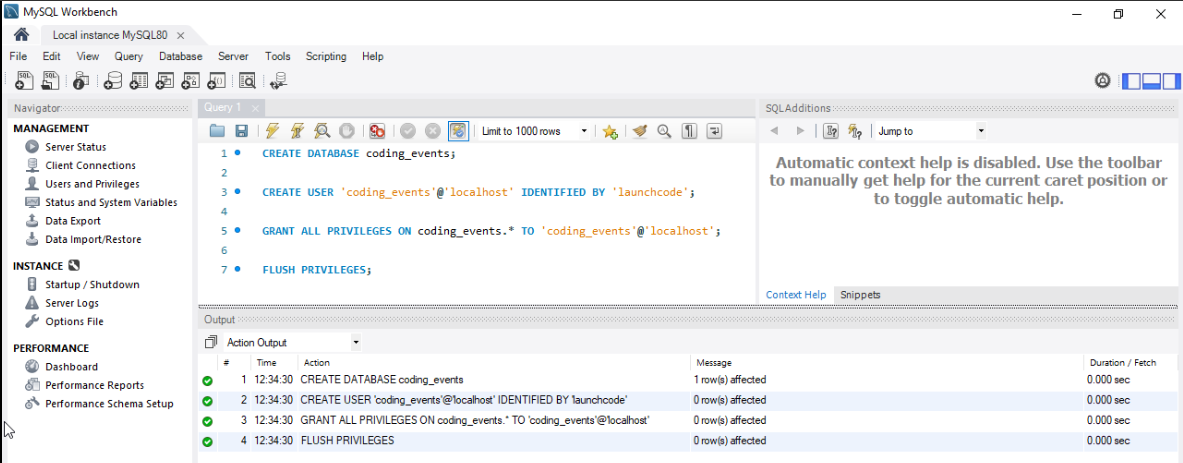 MySQL Workbench
Local instance MySQL80
File Edit View Query Database Server Tools Scripting Help
Navigator
MANAGEMENT
Server Status
Client Connections
Users and Privileges
Status and System Variables
Data Export
Data Import/Restore
INSTANCE
Startup / Shutdown
Server Logs
Options File
PERFORMANCE
Dashboard
Performance Reports
Performance Schema Setup
Query 1
Limit to 1000 rows
1 CREATE DATABASE coding_events;
2
3 CREATE USER 'coding_events'@'localhost' IDENTIFIED BY 'launchcode';
4
5 GRANT ALL PRIVILEGES ON coding_events.* TO 'coding_events'@'localhost';
6
7 FLUSH PRIVILEGES;
SQLAdditions
Jump to
Automatic context help is disabled. Use the toolbar
to manually get help for the current caret position or
to toggle automatic help.
Context Help Snippets
Output
Action Output
# Time Action Message Duration / Fetch
1 12:34:30 CREATE DATABASE coding_events 1 row(s) affected 0.000 sec
2 12:34:30 CREATE USER 'coding_events'@'localhost' IDENTIFIED BY 'launchcode' 0 row(s) affected 0.000 sec
3 12:34:30 GRANT ALL PRIVILEGES ON coding_events.* TO 'coding_events'@'localhost' 0 row(s) affected 0.000 sec
4 12:34:30 FLUSH PRIVILEGES 0 row(s) affected 0.000 sec